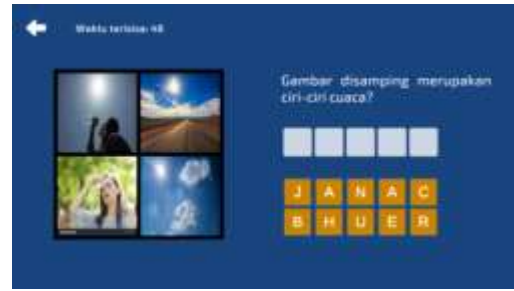 Waktu tersisa: 48
Gambar disamping merupakan
ciri-ciri cuaca?
J A N A C
B H U E R